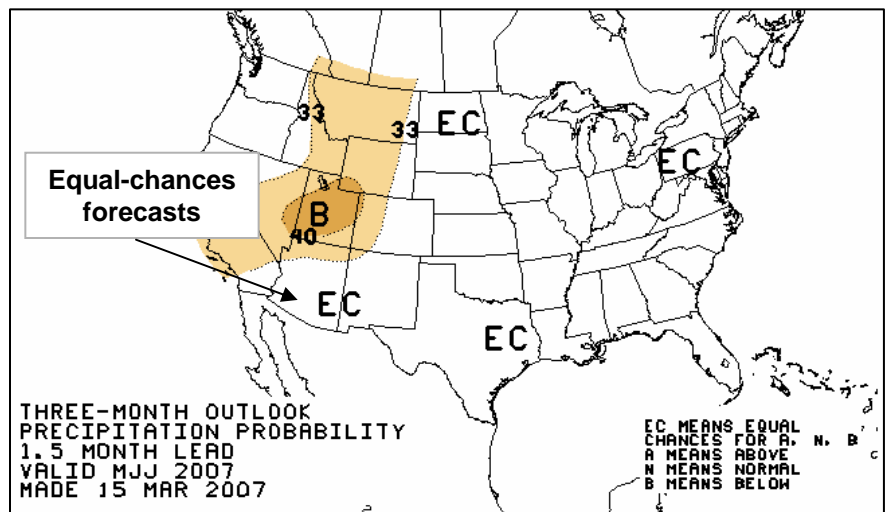 33
33
EC
EC
Equal-chances
forecasts
B
40
EC
EC
THREE-MONTH OUTLOOK
PRECIPITATION PROBABILITY
1.5 MONTH LEAD
VALID MJJ 2007
MADE 15 MAR 2007
EC MEANS EQUAL
CHANCES FOR A, N, B
A MEANS ABOVE
N MEANS NORMAL
B MEANS BELOW